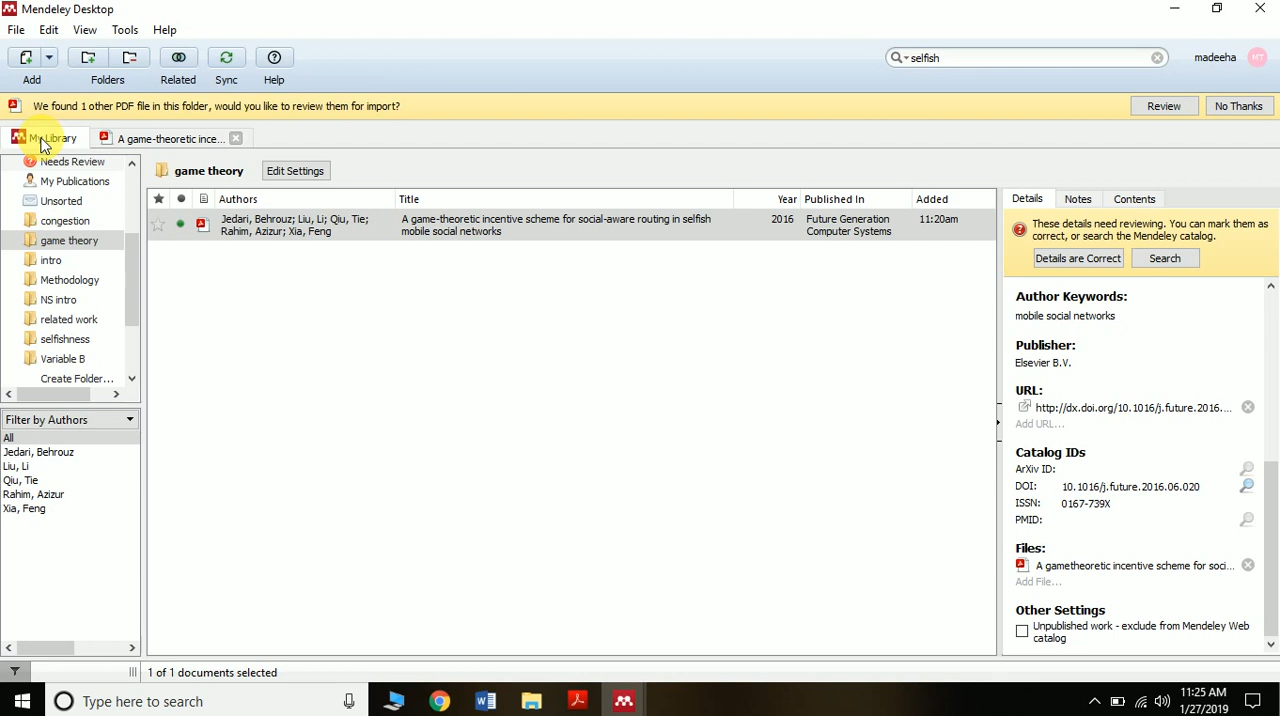 Mendeley Desktop
File Edit View Tools Help
selfish
madeeha MT
Add Folders Related Sync Help
We found 1 other PDF file in this folder, would you like to review them for import?
Review No Thanks
My Library A game-theoretic ince...
Needs Review
My Publications
Unsorted
congestion
game theory
intro
Methodology
NS intro
related work
selfishness
Variable B
Create Folder...
Filter by Authors
All
Jedari, Behrouz
Liu, Li
Qiu, Tie
Rahim, Azizur
Xia, Feng
game theory Edit Settings
Authors Title Year Published In Added
Jedari, Behrouz; Liu, Li; Qiu, Tie; A game-theoretic incentive scheme for social-aware routing in selfish 2016 Future Generation 11:20am
Rahim, Azizur; Xia, Feng mobile social networks Computer Systems
Details Notes Contents
These details need reviewing. You can mark them as
correct, or search the Mendeley catalog.
Details are Correct Search
Author Keywords:
mobile social networks
Publisher:
Elsevier B.V.
URL:
http://dx.doi.org/10.1016/j.future.2016....
Add URL...
Catalog IDs
ArXiv ID:
DOI: 10.1016/j.future.2016.06.020
ISSN: 0167-739X
PMID:
Files:
A gametheoretic incentive scheme for soci...
Add File...
Other Settings
Unpublished work - exclude from Mendeley Web
catalog
1 of 1 documents selected
Type here to search
11:25 AM
1/27/2019